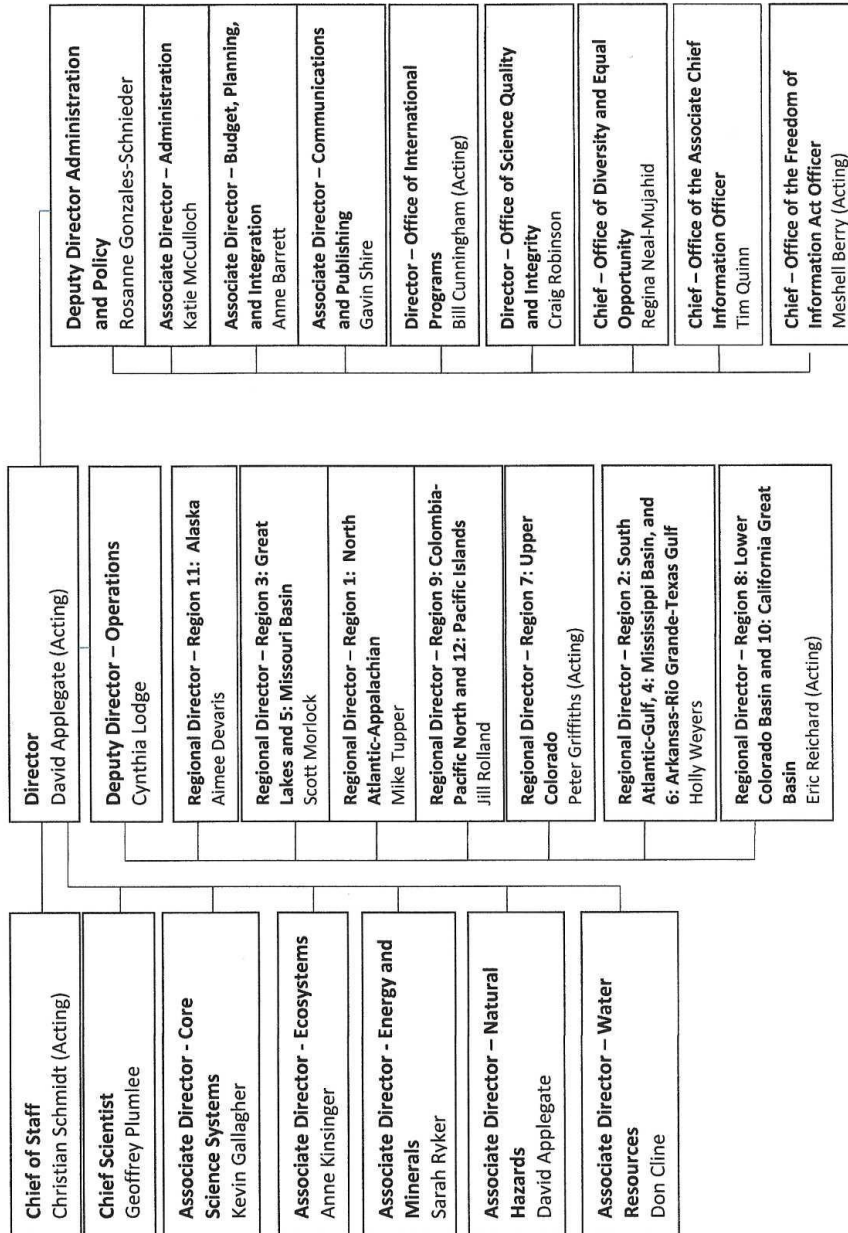 Director
David Applegate (Acting)
Chief of Staff
Christian Schmidt (Acting)
Chief Scientist
Geoffrey Plumlee
Associate Director - Core
Science Systems
Kevin Gallagher
Associate Director - Ecosystems
Anne Kinsinger
Associate Director - Energy and
Minerals
Sarah Ryker
Associate Director – Natural
Hazards
David Applegate
Associate Director – Water
Resources
Don Cline
Deputy Director – Operations
Cynthia Lodge
Regional Director – Region 11:  Alaska
Aimee Devaris
Regional Director – Region 3: Great
Lakes and 5: Missouri Basin
Scott Morlock
Regional Director – Region 1:  North
Atlantic-Appalachian
Mike Tupper
Regional Director – Region 9: Colombia-
Pacific North and 12: Pacific Islands
Jill Rolland
Regional Director – Region 7: Upper
Colorado
Peter Griffiths (Acting)
Regional Director – Region 2: South
Atlantic-Gulf, 4: Mississippi Basin, and
6: Arkansas-Rio Grande-Texas Gulf
Holly Weyers
Regional Director – Region 8: Lower
Colorado Basin and 10: California Great
Basin
Eric Reichard (Acting)
Deputy Director Administration
and Policy
Rosanne Gonzales-Schnieder
Associate Director – Administration
Katie McCulloch
Associate Director – Budget, Planning,
and Integration
Anne Barrett
Associate Director – Communications
and Publishing
Gavin Shire
Director – Office of International
Programs
Bill Cunningham (Acting)
Director – Office of Science Quality
and Integrity
Craig Robinson
Chief – Office of Diversity and Equal
Opportunity
Regina Neal-Mujahid
Chief – Office of the Associate Chief
Information Officer
Tim Quinn
Chief – Office of the Freedom of
Information Act Officer
Meshell Berry (Acting)